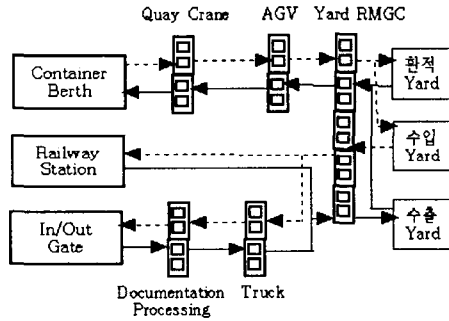 Quay Crane AGV Yard RMGC
Container
Berth
환적
Yard
Railway
Station
수입
Yard
In/Out
Gate
수출
Yard
Documentation
Processing
Truck